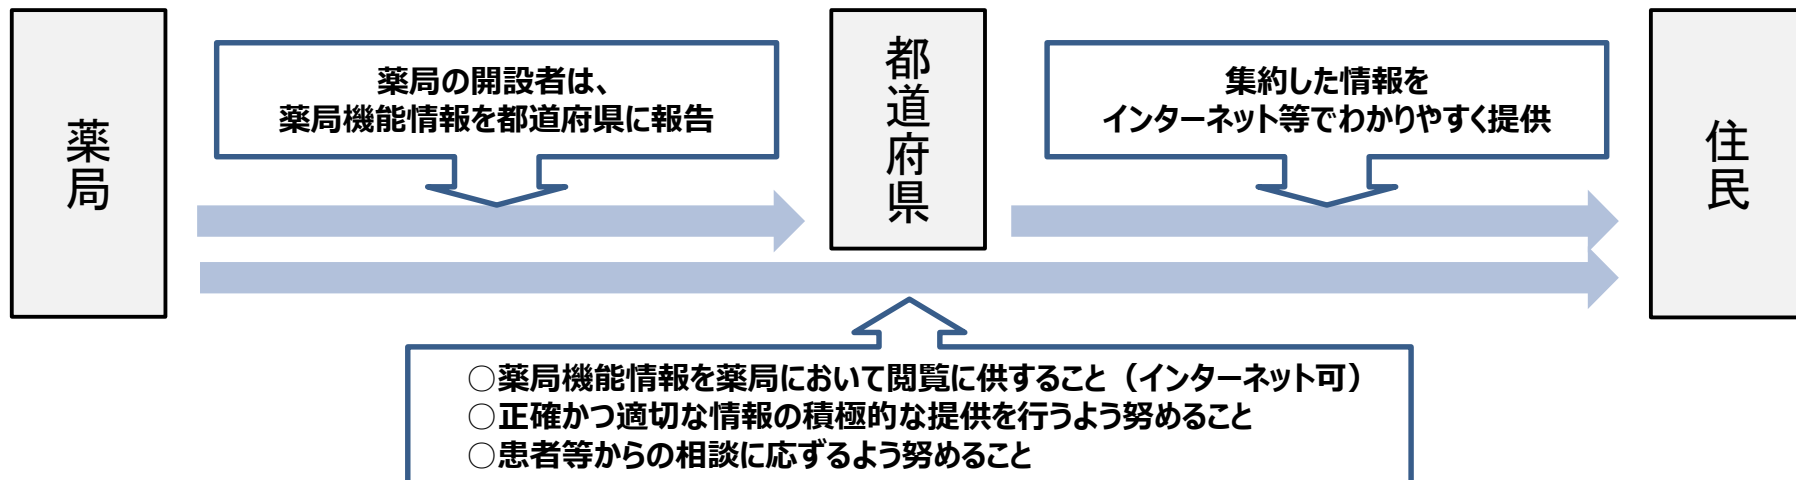 薬局
薬局の開設者は、
薬局機能情報を都道府県に報告
都道府県
集約した情報を
インターネット等でわかりやすく提供
住民
○薬局機能情報を薬局において閲覧に供すること（インターネット可）
○正確かつ適切な情報の積極的な提供を行うよう努めること
○患者等からの相談に応ずるよう努めること